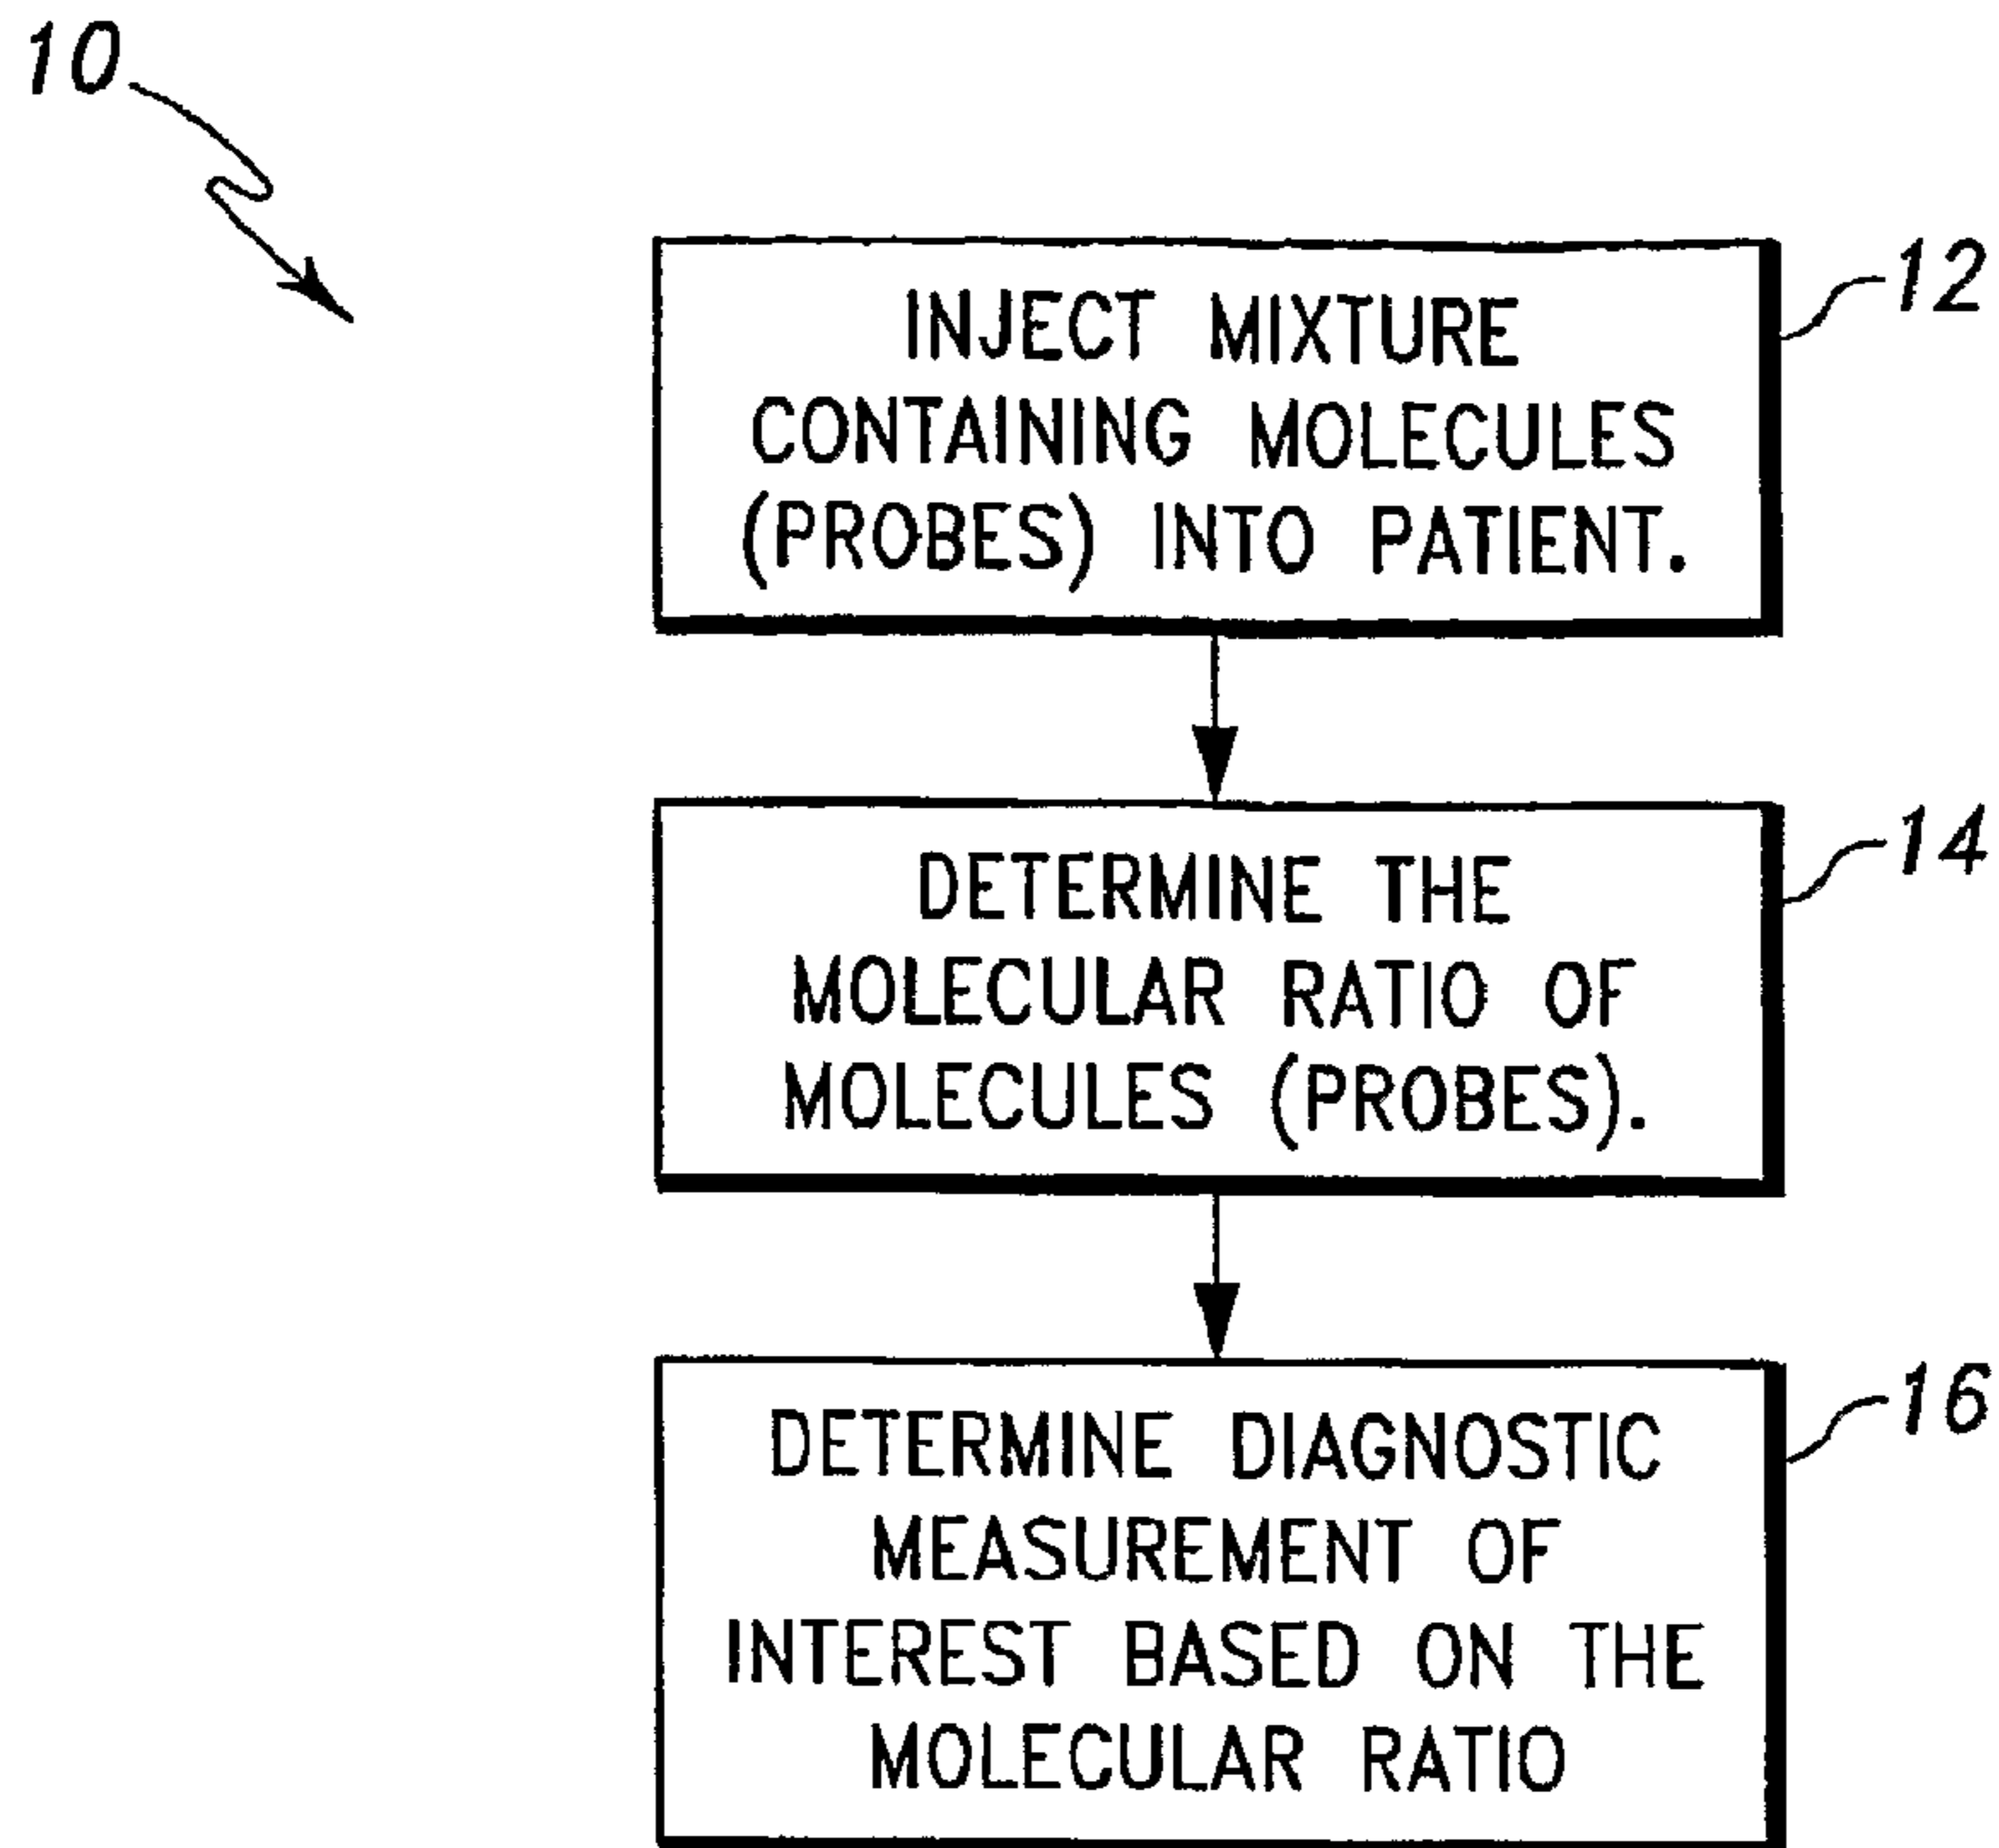 10
INJECT MIXTURE
CONTAINING MOLECULES
(PROBES) INTO PATIENT.
12
DETERMINE THE
MOLECULAR RATIO OF
MOLECULES (PROBES).
14
DETERMINE DIAGNOSTIC
MEASUREMENT OF
INTEREST BASED ON THE
MOLECULAR RATIO
16